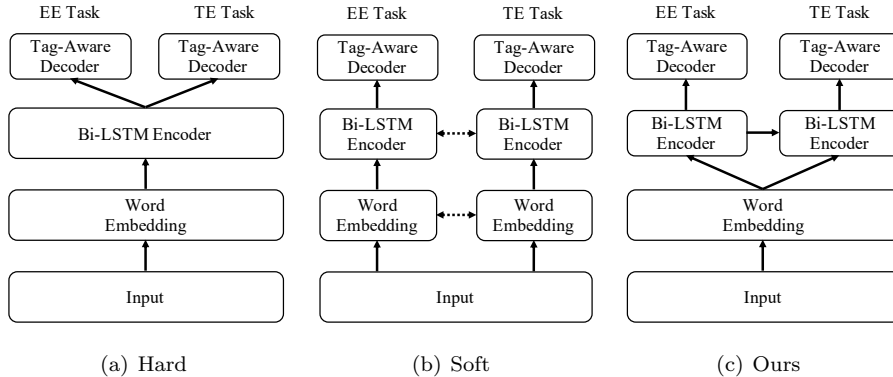 EE Task
TE Task
Tag-Aware
Decoder
Tag-Aware
Decoder
Bi-LSTM Encoder
Word
Embedding
Input
(a) Hard
EE Task
TE Task
Tag-Aware
Decoder
Tag-Aware
Decoder
Bi-LSTM
Encoder
Bi-LSTM
Encoder
Word
Embedding
Word
Embedding
Input
(b) Soft
EE Task
TE Task
Tag-Aware
Decoder
Tag-Aware
Decoder
Bi-LSTM
Encoder
Bi-LSTM
Encoder
Word
Embedding
Input
(c) Ours